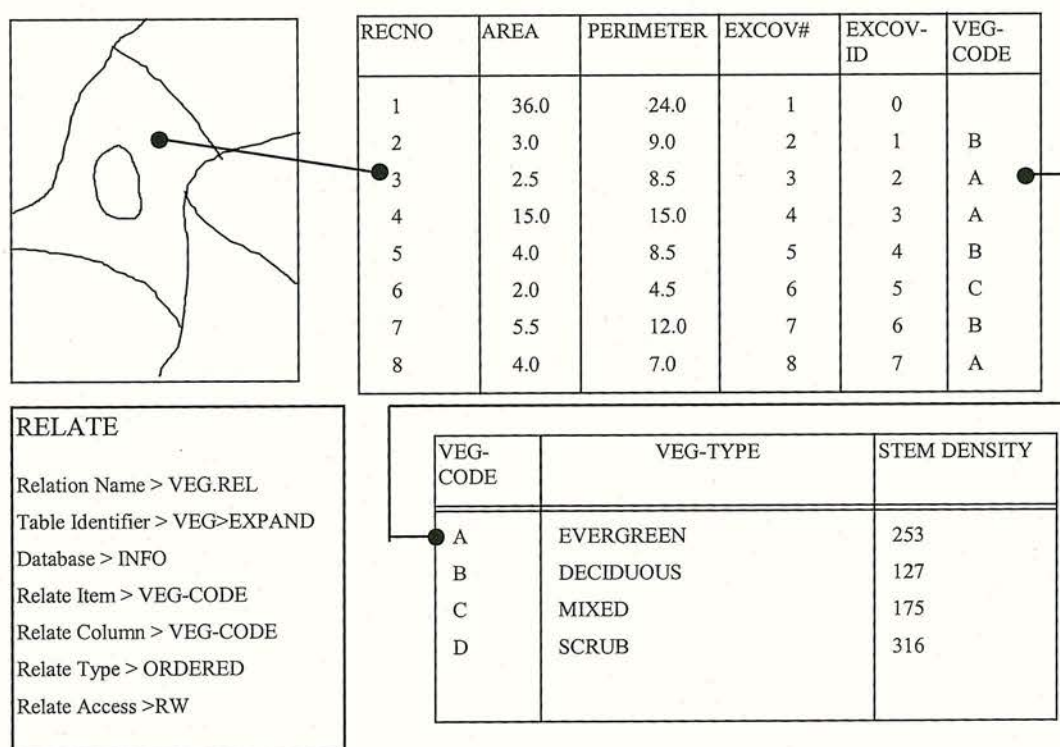 RECNO AREA PERIMETER EXCOV# EXCOV-ID VEG-CODE
1 36.0 24.0 1 0
2 3.0 9.0 2 1 B
3 2.5 8.5 3 2 A
4 15.0 15.0 4 3 A
5 4.0 8.5 5 4 B
6 2.0 4.5 6 5 C
7 5.5 12.0 7 6 B
8 4.0 7.0 8 7 A
RELATE
Relation Name > VEG.REL
Table Identifier > VEG>EXPAND
Database > INFO
Relate Item > VEG-CODE
Relate Column > VEG-CODE
Relate Type > ORDERED
Relate Access >RW
VEG-CODE VEG-TYPE STEM DENSITY
A EVERGREEN 253
B DECIDUOUS 127
C MIXED 175
D SCRUB 316